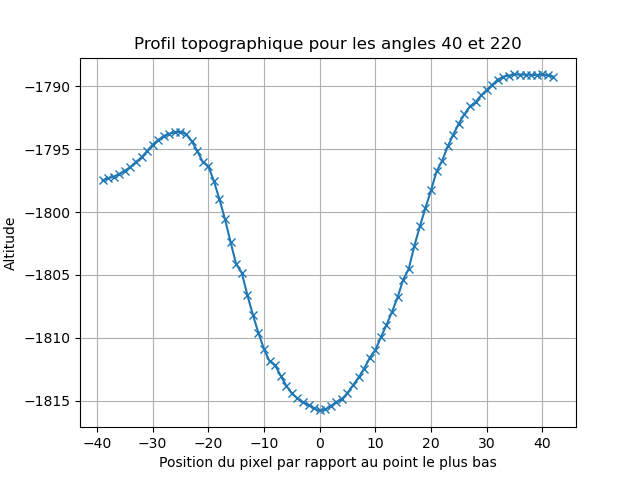 Profil topographique pour les angles 40 et 220
Altitude
−1790
−1795
−1800
−1805
−1810
−1815
−40 −30 −20 −10 0 10 20 30 40
Position du pixel par rapport au point le plus bas